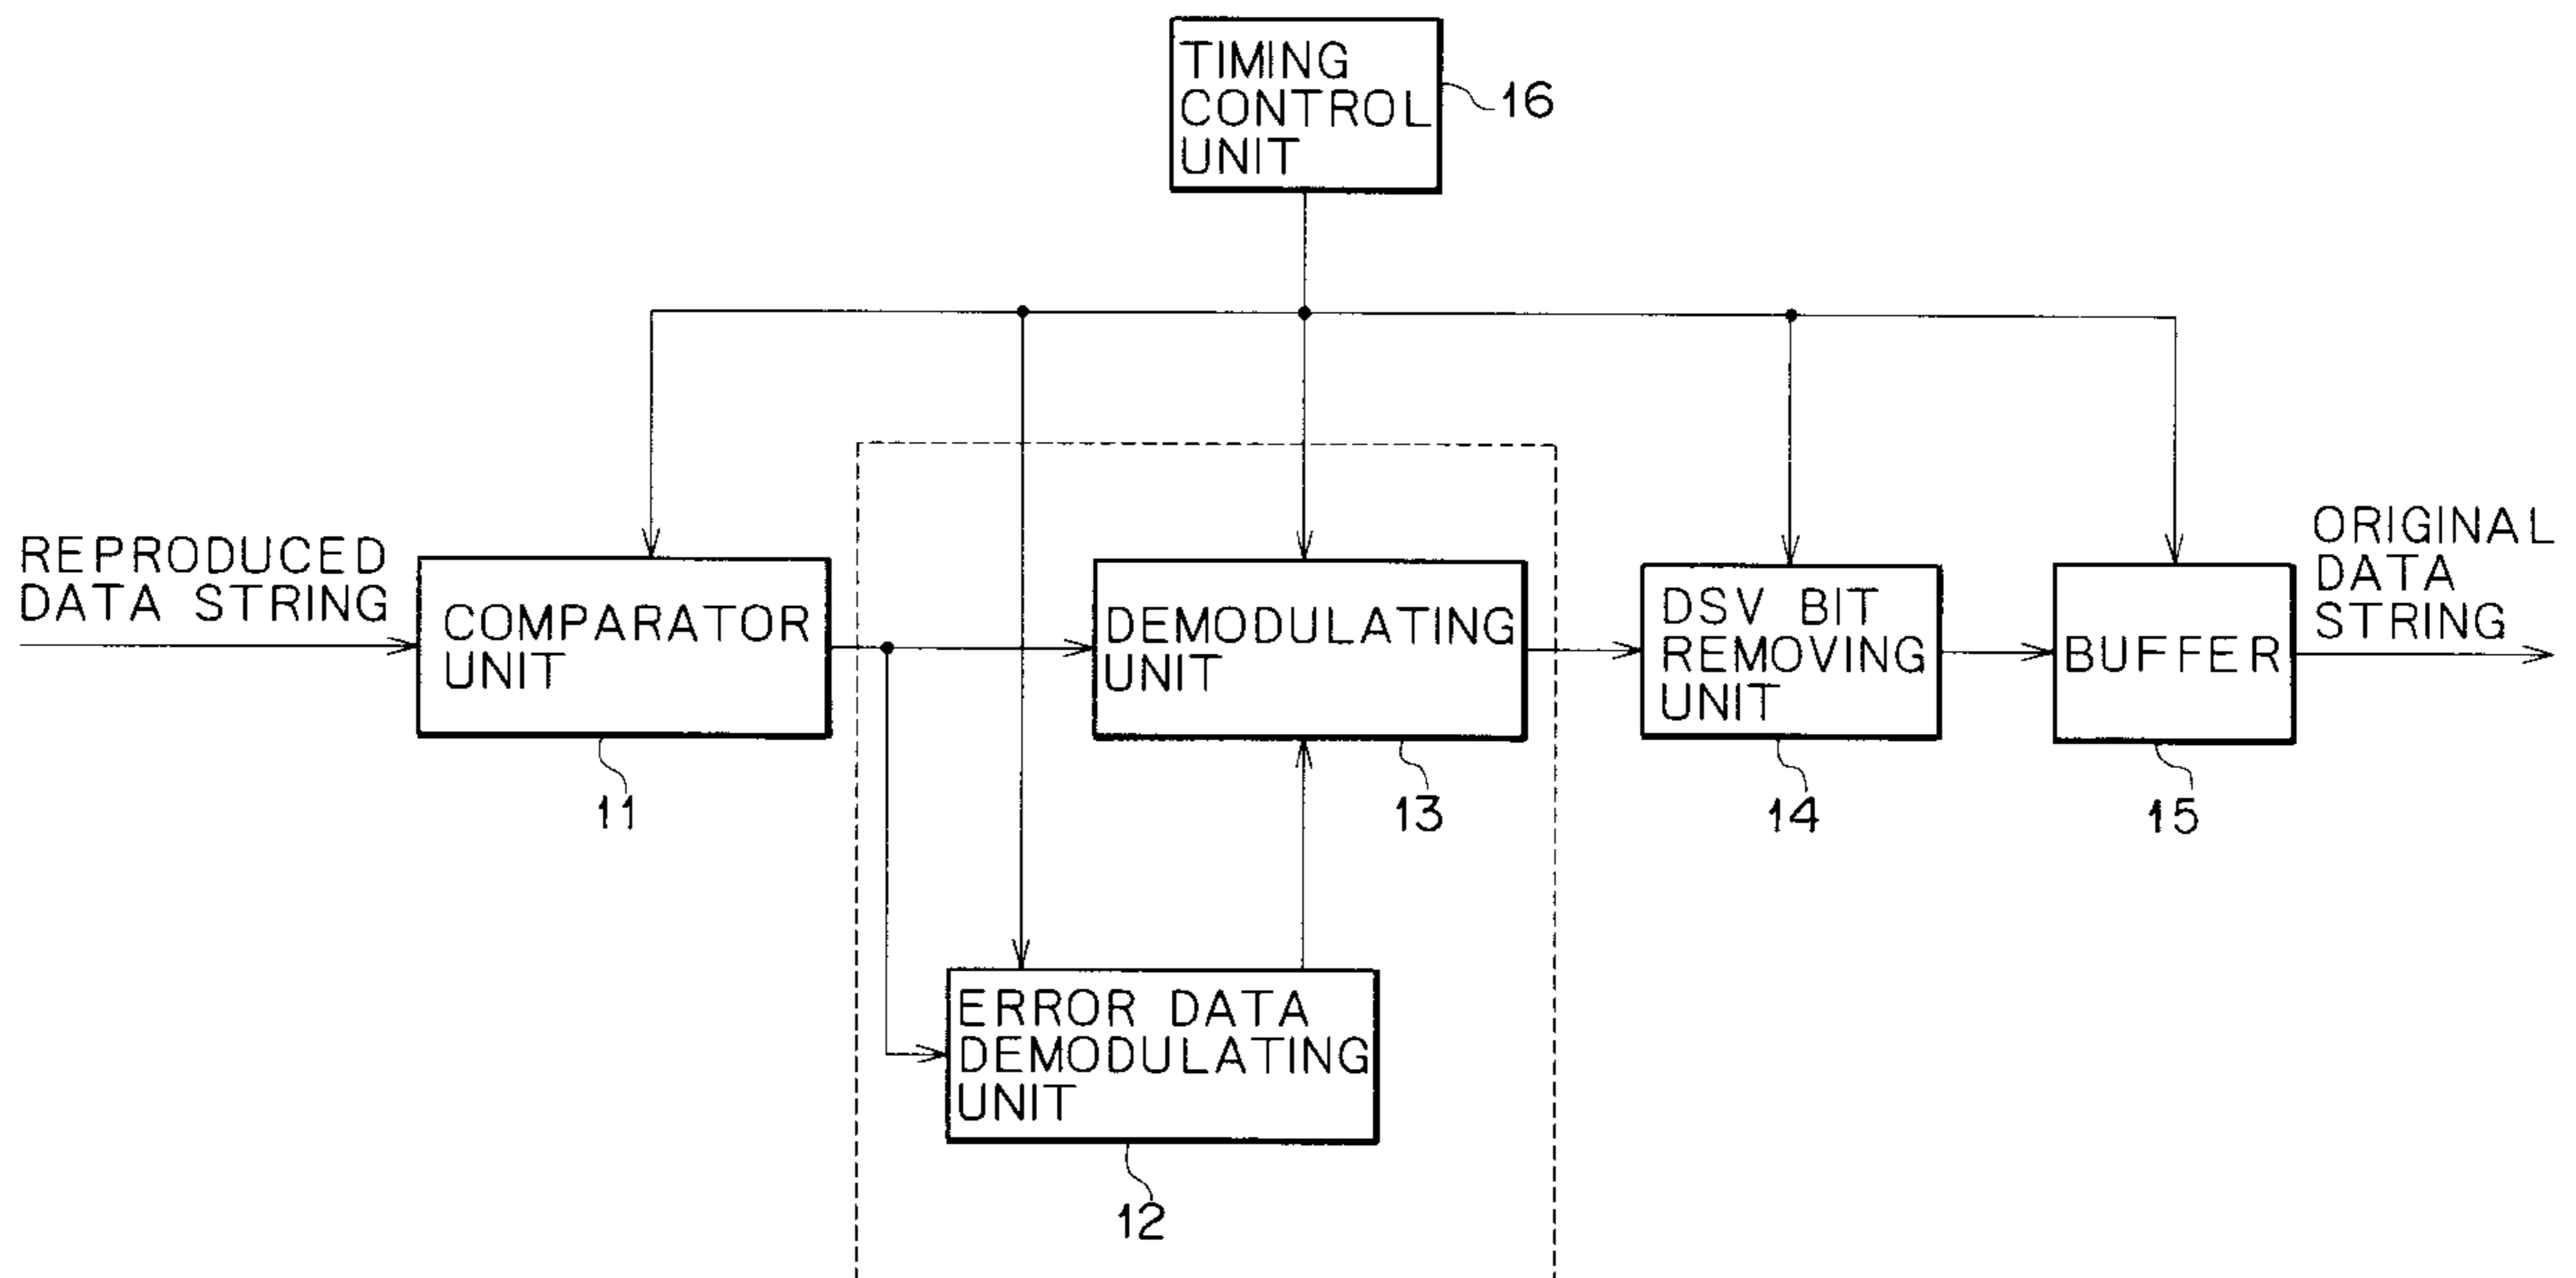 TIMING
CONTROL
UNIT
16
REPRODUCED
DATA STRING
COMPARATOR
UNIT
11
DEMODULATING
UNIT
13
DSV BIT
REMOVING
UNIT
14
BUFFER
15
ORIGINAL
DATA
STRING
ERROR DATA
DEMODULATING
UNIT
12